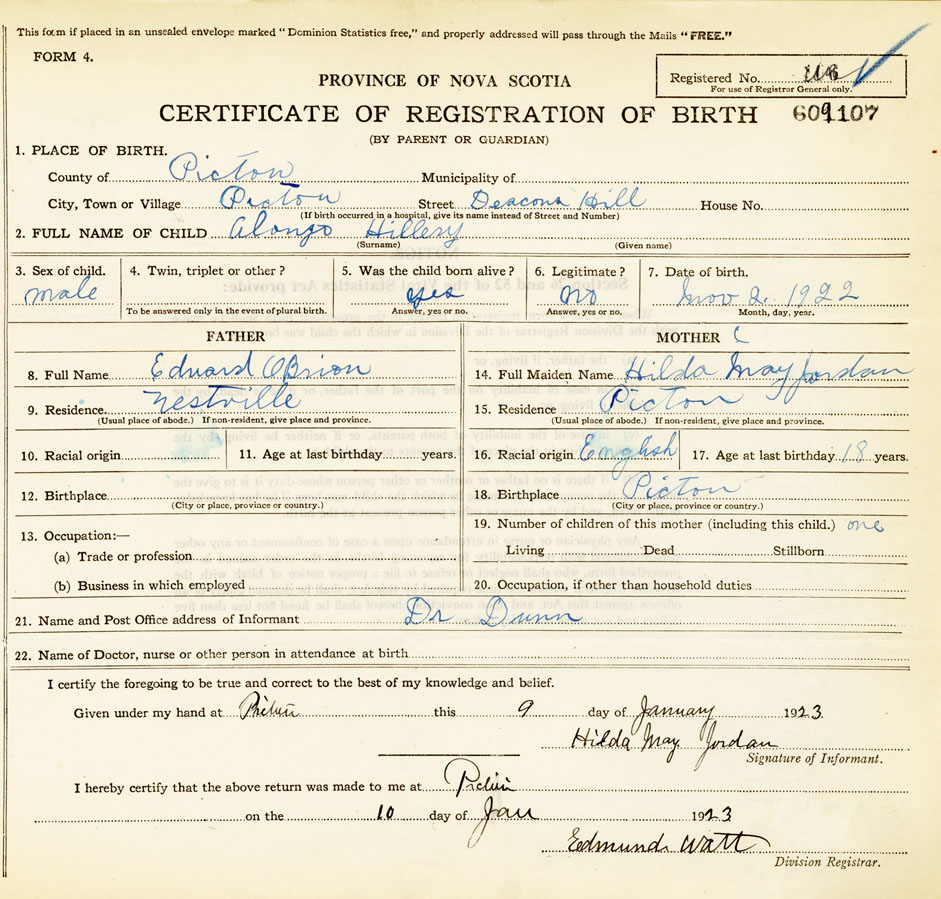 This form if placed in an unsealed envelope marked "Dominion Statistics free," and properly addressed will pass through the Mails "FREE."
FORM 4.
PROVINCE OF NOVA SCOTIA
Registered No.
For use of Registrar General only.
CERTIFICATE OF REGISTRATION OF BIRTH 609107
(BY PARENT OR GUARDIAN)
1. PLACE OF BIRTH.
County of Picton Municipality of
City, Town or Village Picton Street Deacons Hill House No.
(If birth occurred in a hospital, give its name instead of Street and Number)
2. FULL NAME OF CHILD Alongo Hillery
(Surname) (Given name)
3. Sex of child. 4. Twin, triplet or other? 5. Was the child born alive? 6. Legitimate? 7. Date of birth.
male yes no Nov 2. 1922
To be answered only in the event of plural birth. Answer, yes or no. Answer, yes or no. Month, day, year.
FATHER MOTHER
8. Full Name Edward OBrion 14. Full Maiden Name Hilda May Jordan
9. Residence Westville 15. Residence Picton
(Usual place of abode.) If non-resident, give place and province. (Usual place of abode.) If non-resident, give place and province.
10. Racial origin 11. Age at last birthday years. 16. Racial origin English 17. Age at last birthday 18 years.
12. Birthplace 18. Birthplace Picton
(City or place, province or country.) (City or place, province or country.)
13. Occupation:— 19. Number of children of this mother (including this child.) one
(a) Trade or profession Living Dead Stillborn
(b) Business in which employed 20. Occupation, if other than household duties
21. Name and Post Office address of Informant Dr Dunn
22. Name of Doctor, nurse or other person in attendance at birth
I certify the foregoing to be true and correct to the best of my knowledge and belief.
Given under my hand at this 9 day of January 1923
Hilda May Jordan
Signature of Informant.
I hereby certify that the above return was made to me at
on the 10 day of Jan 1923
Edmund Watt
Division Registrar.